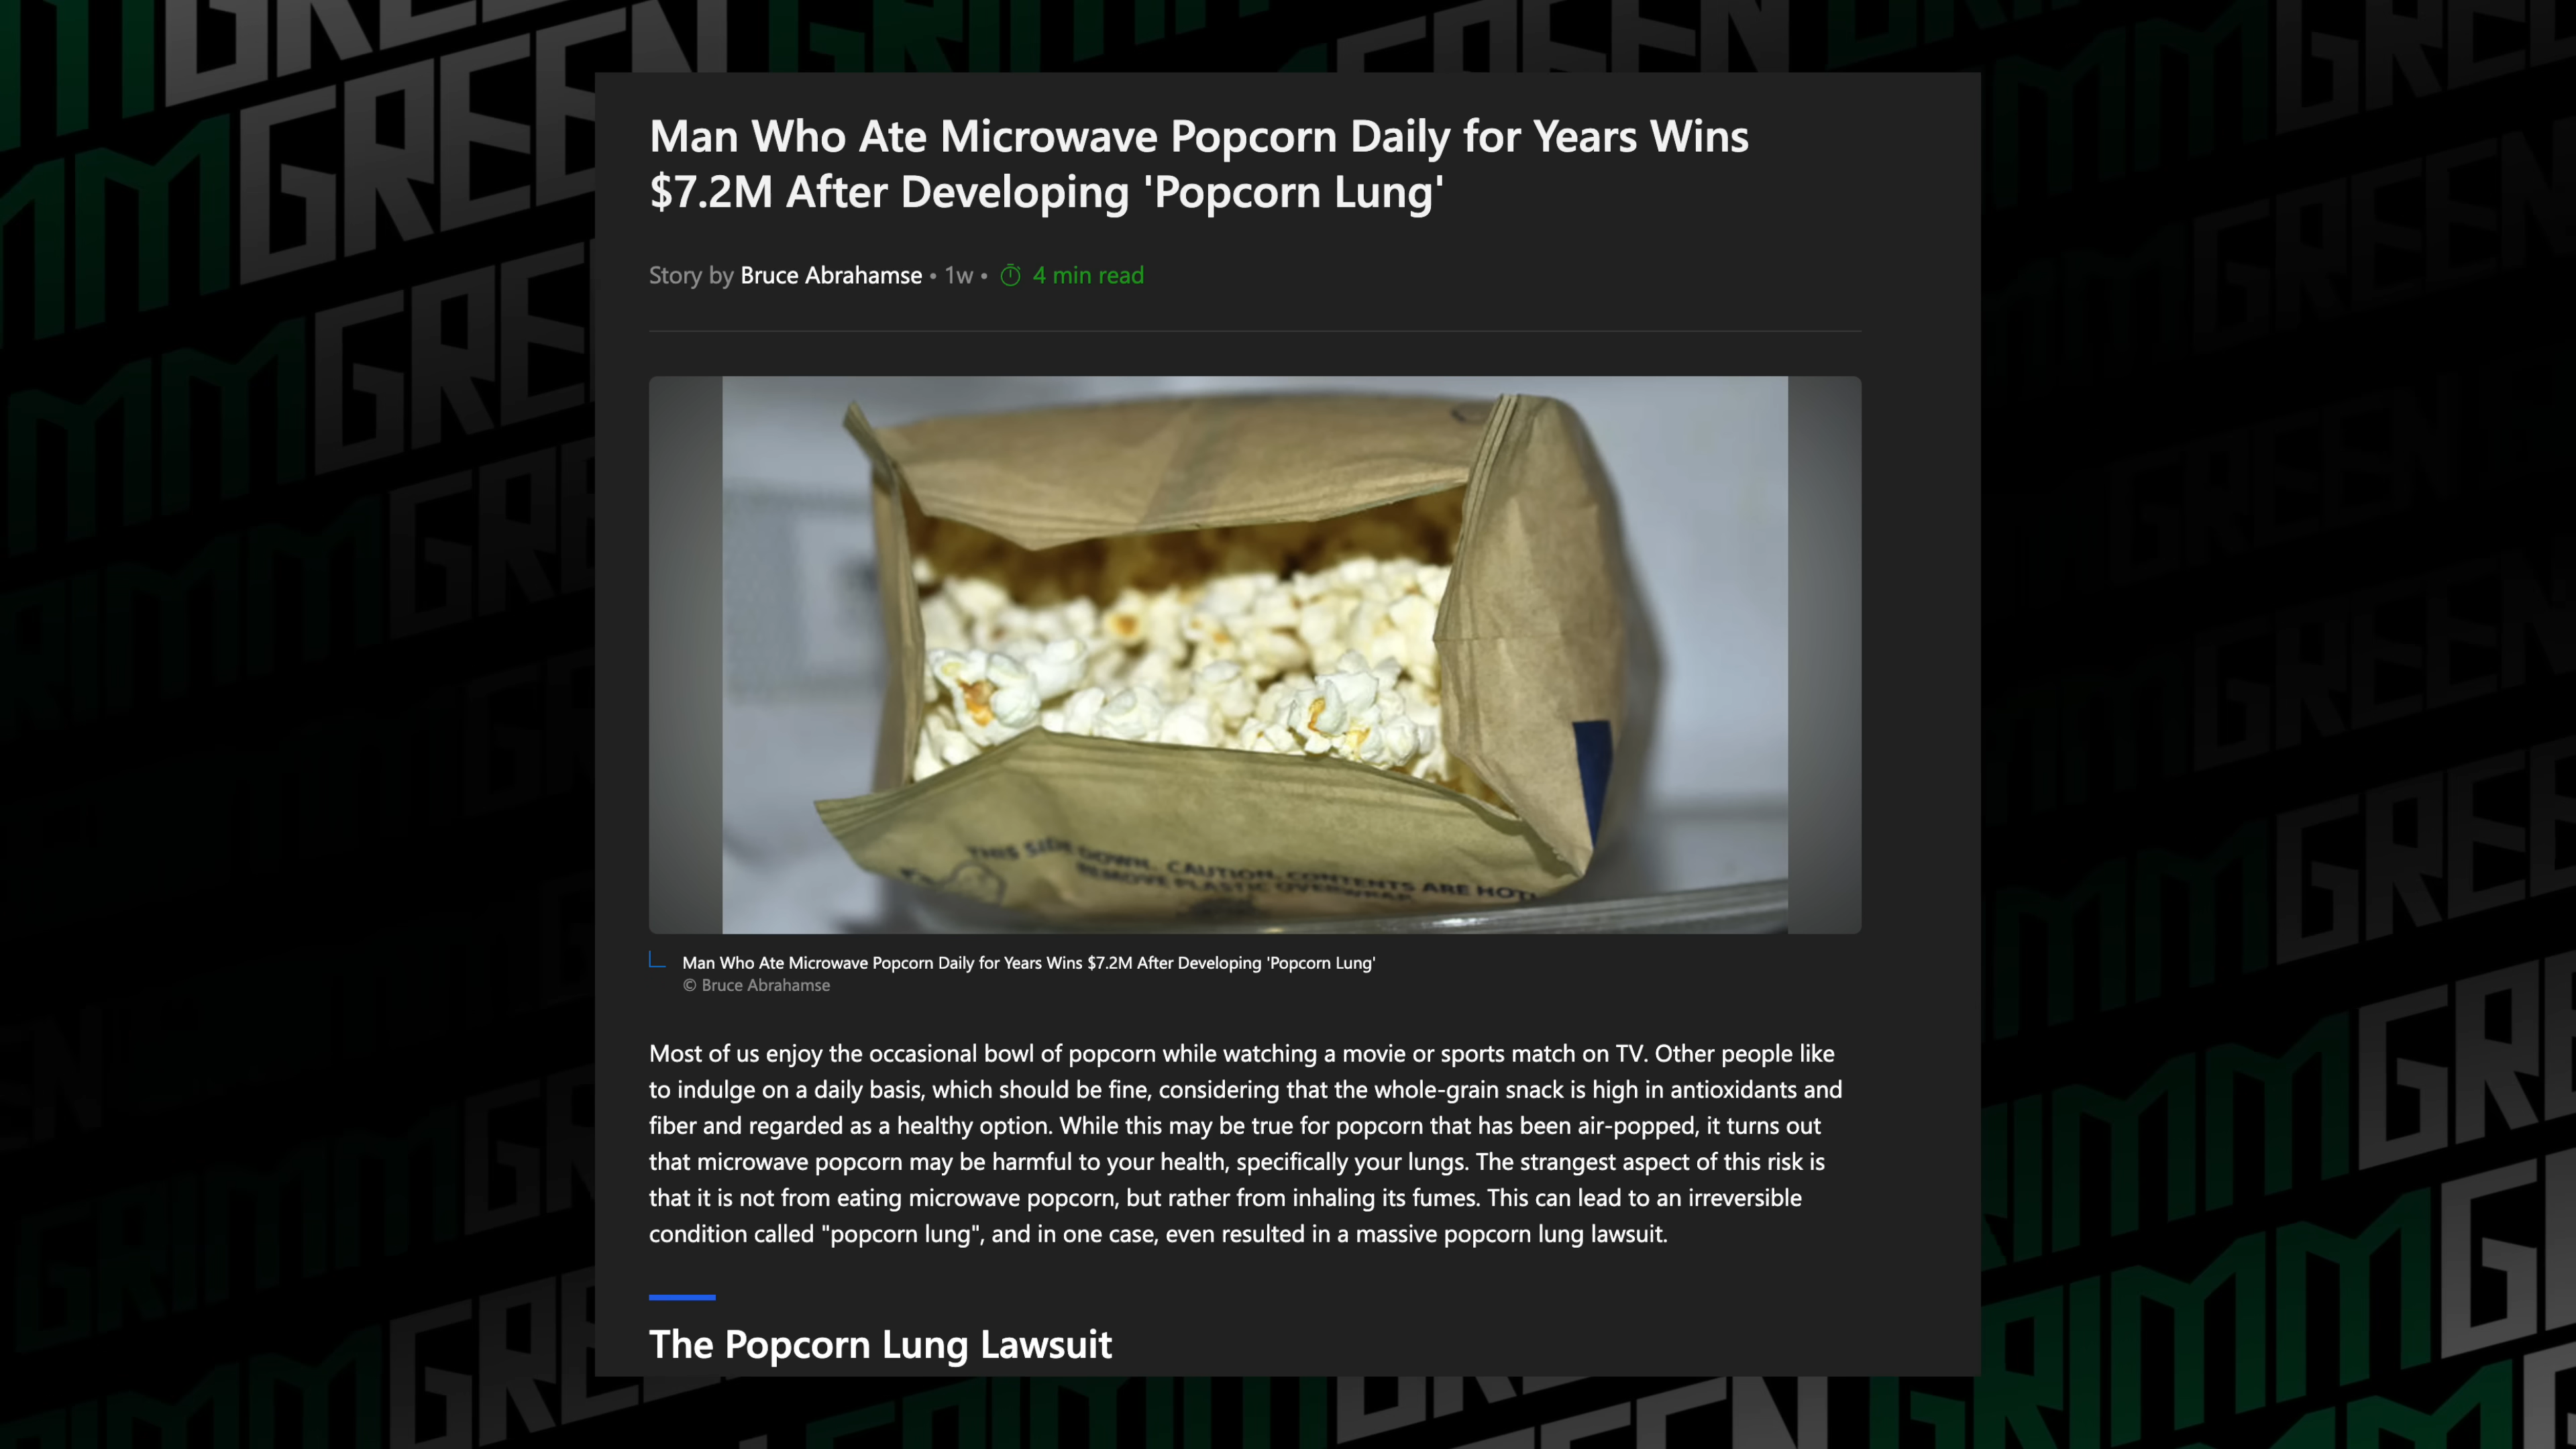 Man Who Ate Microwave Popcorn Daily for Years Wins
$7.2M After Developing 'Popcorn Lung'
Story by Bruce Abrahamse • 1w • 4 min read
THIS SIDE DOWN. CAUTION, CONTENTS ARE HOT!
REMOVE PLASTIC OVERWRAP
Man Who Ate Microwave Popcorn Daily for Years Wins $7.2M After Developing 'Popcorn Lung'
© Bruce Abrahamse
Most of us enjoy the occasional bowl of popcorn while watching a movie or sports match on TV. Other people like
to indulge on a daily basis, which should be fine, considering that the whole-grain snack is high in antioxidants and
fiber and regarded as a healthy option. While this may be true for popcorn that has been air-popped, it turns out
that microwave popcorn may be harmful to your health, specifically your lungs. The strangest aspect of this risk is
that it is not from eating microwave popcorn, but rather from inhaling its fumes. This can lead to an irreversible
condition called "popcorn lung", and in one case, even resulted in a massive popcorn lung lawsuit.
The Popcorn Lung Lawsuit
GRIMM GREEN